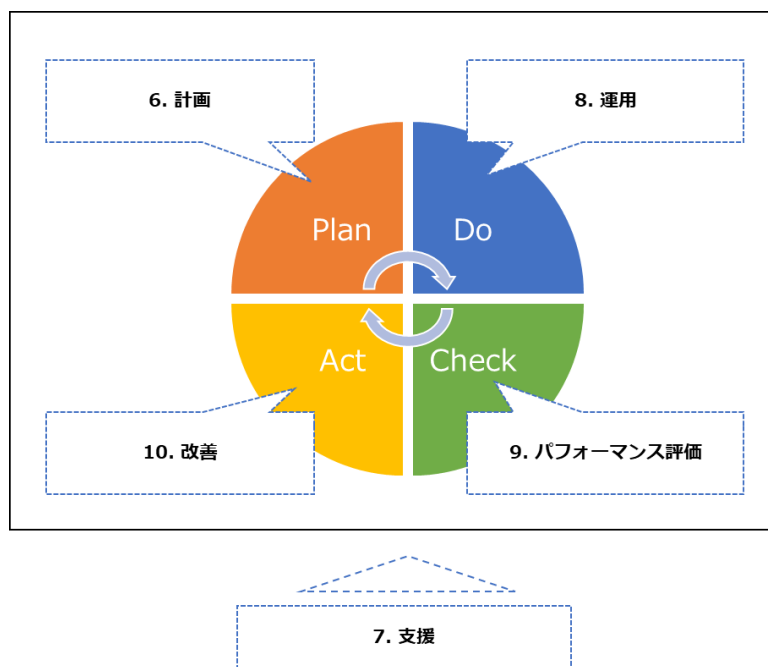 6. 計画
8. 運用
Plan
Do
Act
Check
10. 改善
9. パフォーマンス評価
7. 支援